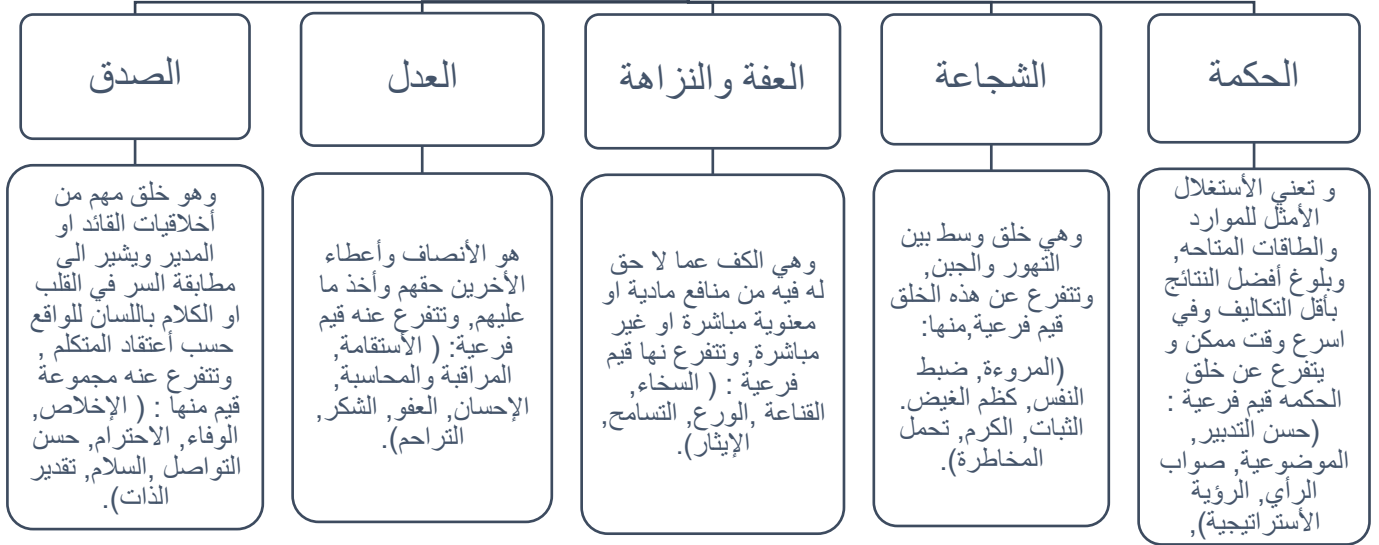 الحكمة
و تعني الأستغلال
الأمثل للموارد
والطاقات المتاحه,
وبلوغ أفضل النتائج
بأقل التكاليف وفي
اسرع وقت ممكن و
يتفرع عن خلق
الحكمه قيم فرعية :
(حسن التدبير,
الموضوعية, صواب
الرأي, الرؤية
الأستراتيجية),
الشجاعة
وهي خلق وسط بين
التهور والجبن,
وتتفرع عن هذه الخلق
قيم فرعية,منها:
(المروءة, ضبط
النفس, كظم الغيض.
الثبات, الكرم, تحمل
المخاطرة).
العفة والنزاهة
وهي الكف عما لا حق
له فيه من منافع مادية او
معنوية مباشرة او غير
مباشرة, وتتفرع نها قيم
فرعية : ( السخاء,
القناعة ,الورع, التسامح,
الإيثار).
العدل
هو الأنصاف وأعطاء
الأخرين حقهم وأخذ ما
عليهم, وتتفرع عنه قيم
فرعية: ( الأستقامة,
المراقبة والمحاسبة,
الإحسان, العفو, الشكر,
التراحم).
الصدق
وهو خلق مهم من
أخلاقيات القائد او
المدير ويشير الى
مطابقة السر في القلب
او الكلام باللسان للواقع
حسب أعتقاد المتكلم ,
وتتفرع عنه مجموعة
قيم منها : ( الإخلاص,
الوفاء, الاحترام, حسن
التواصل ,السلام, تقدير
الذات).